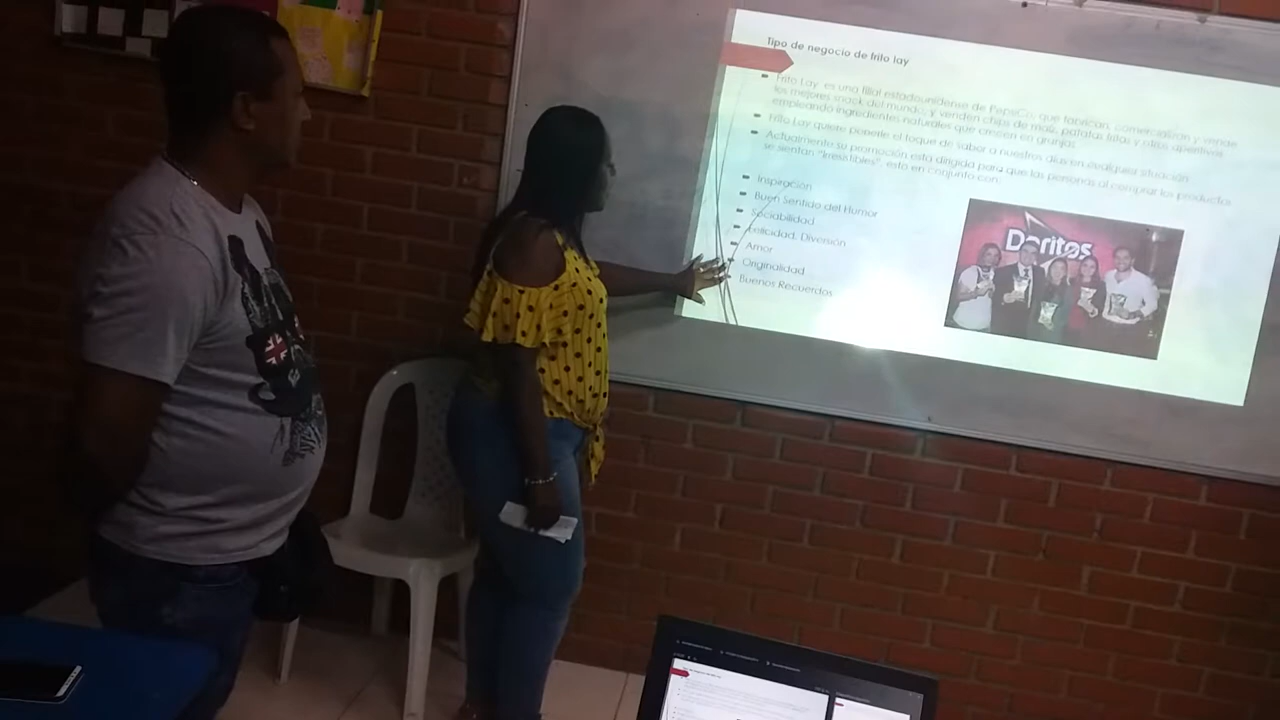 Tipo de negocio de frito lay
Frito Lay es una filial estadounidense de PepsiCo, que fabrican, comercializan y vende
los mejores snack del mundo, y venden chips de maíz, patatas fritas y otros aperitivos
empleando ingredientes naturales que crecen en granjas
Frito Lay quiere ponerle el toque de sabor a nuestros días en cualquier situación
Actualmente su promoción esta dirigida para que las personas al comprar los productos
se sientan "Irresistibles", esto en conjunto con:
Inspiración
Buen Sentido del Humor
Sociabilidad
Felicidad, Diversión
Amor
Originalidad
Buenos Recuerdos
Doritos